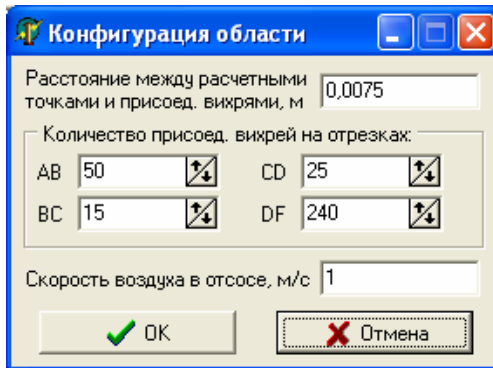 Конфигурация области
Расстояние между расчетными
точками и присоед. вихрями, м 0,0075
Количество присоед. вихрей на отрезках:
AB 50 CD 25
BC 15 DF 240
Скорость воздуха в отсосе, м/с 1
OK Отмена